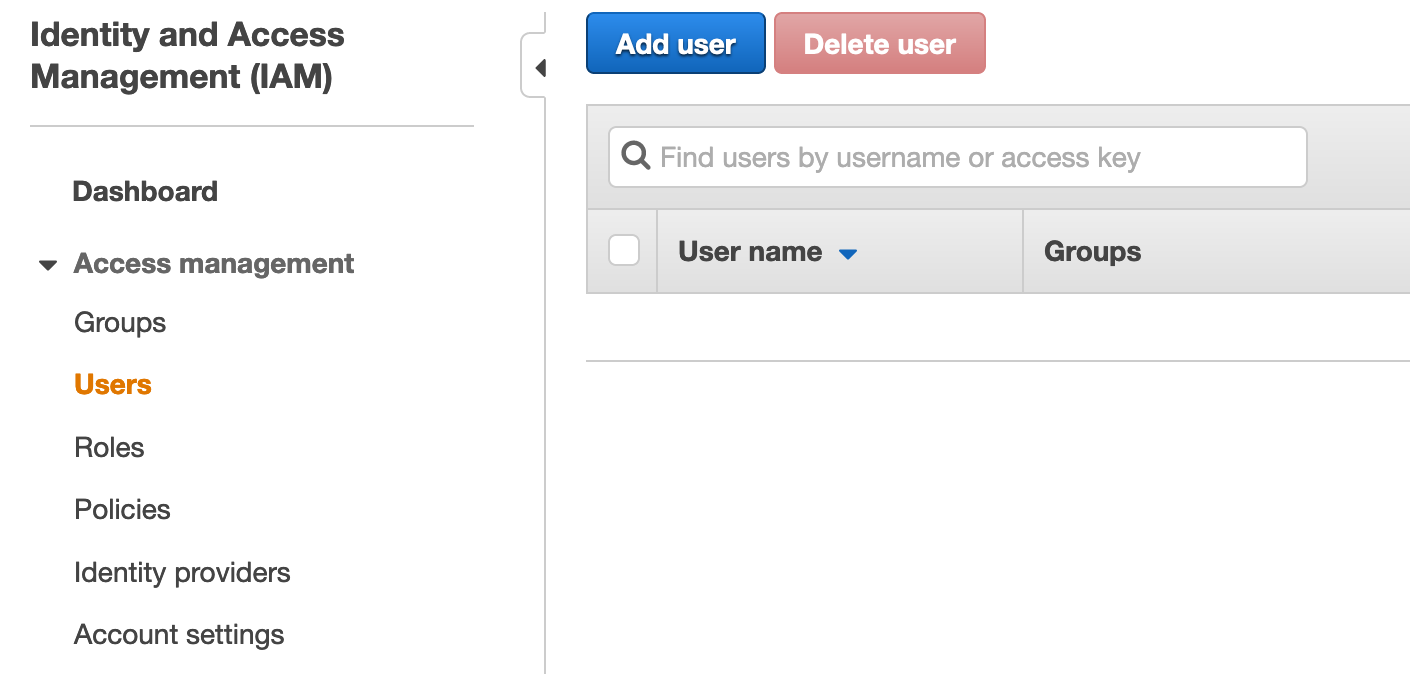 Identity and Access
Management (IAM)
Dashboard
Access management
Groups
Users
Roles
Policies
Identity providers
Account settings
Add user
Delete user
Find users by username or access key
User name
Groups